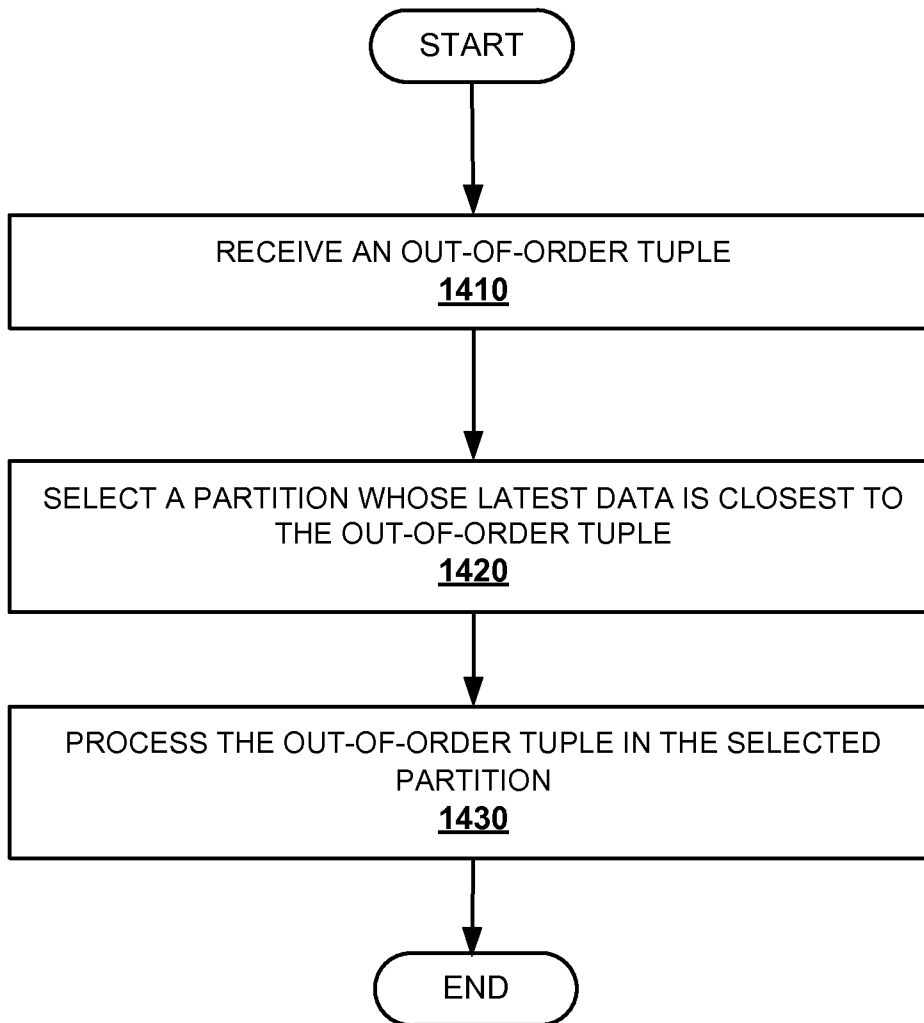 START
RECEIVE AN OUT-OF-ORDER TUPLE
1410
SELECT A PARTITION WHOSE LATEST DATA IS CLOSEST TO
THE OUT-OF-ORDER TUPLE
1420
PROCESS THE OUT-OF-ORDER TUPLE IN THE SELECTED
PARTITION
1430
END